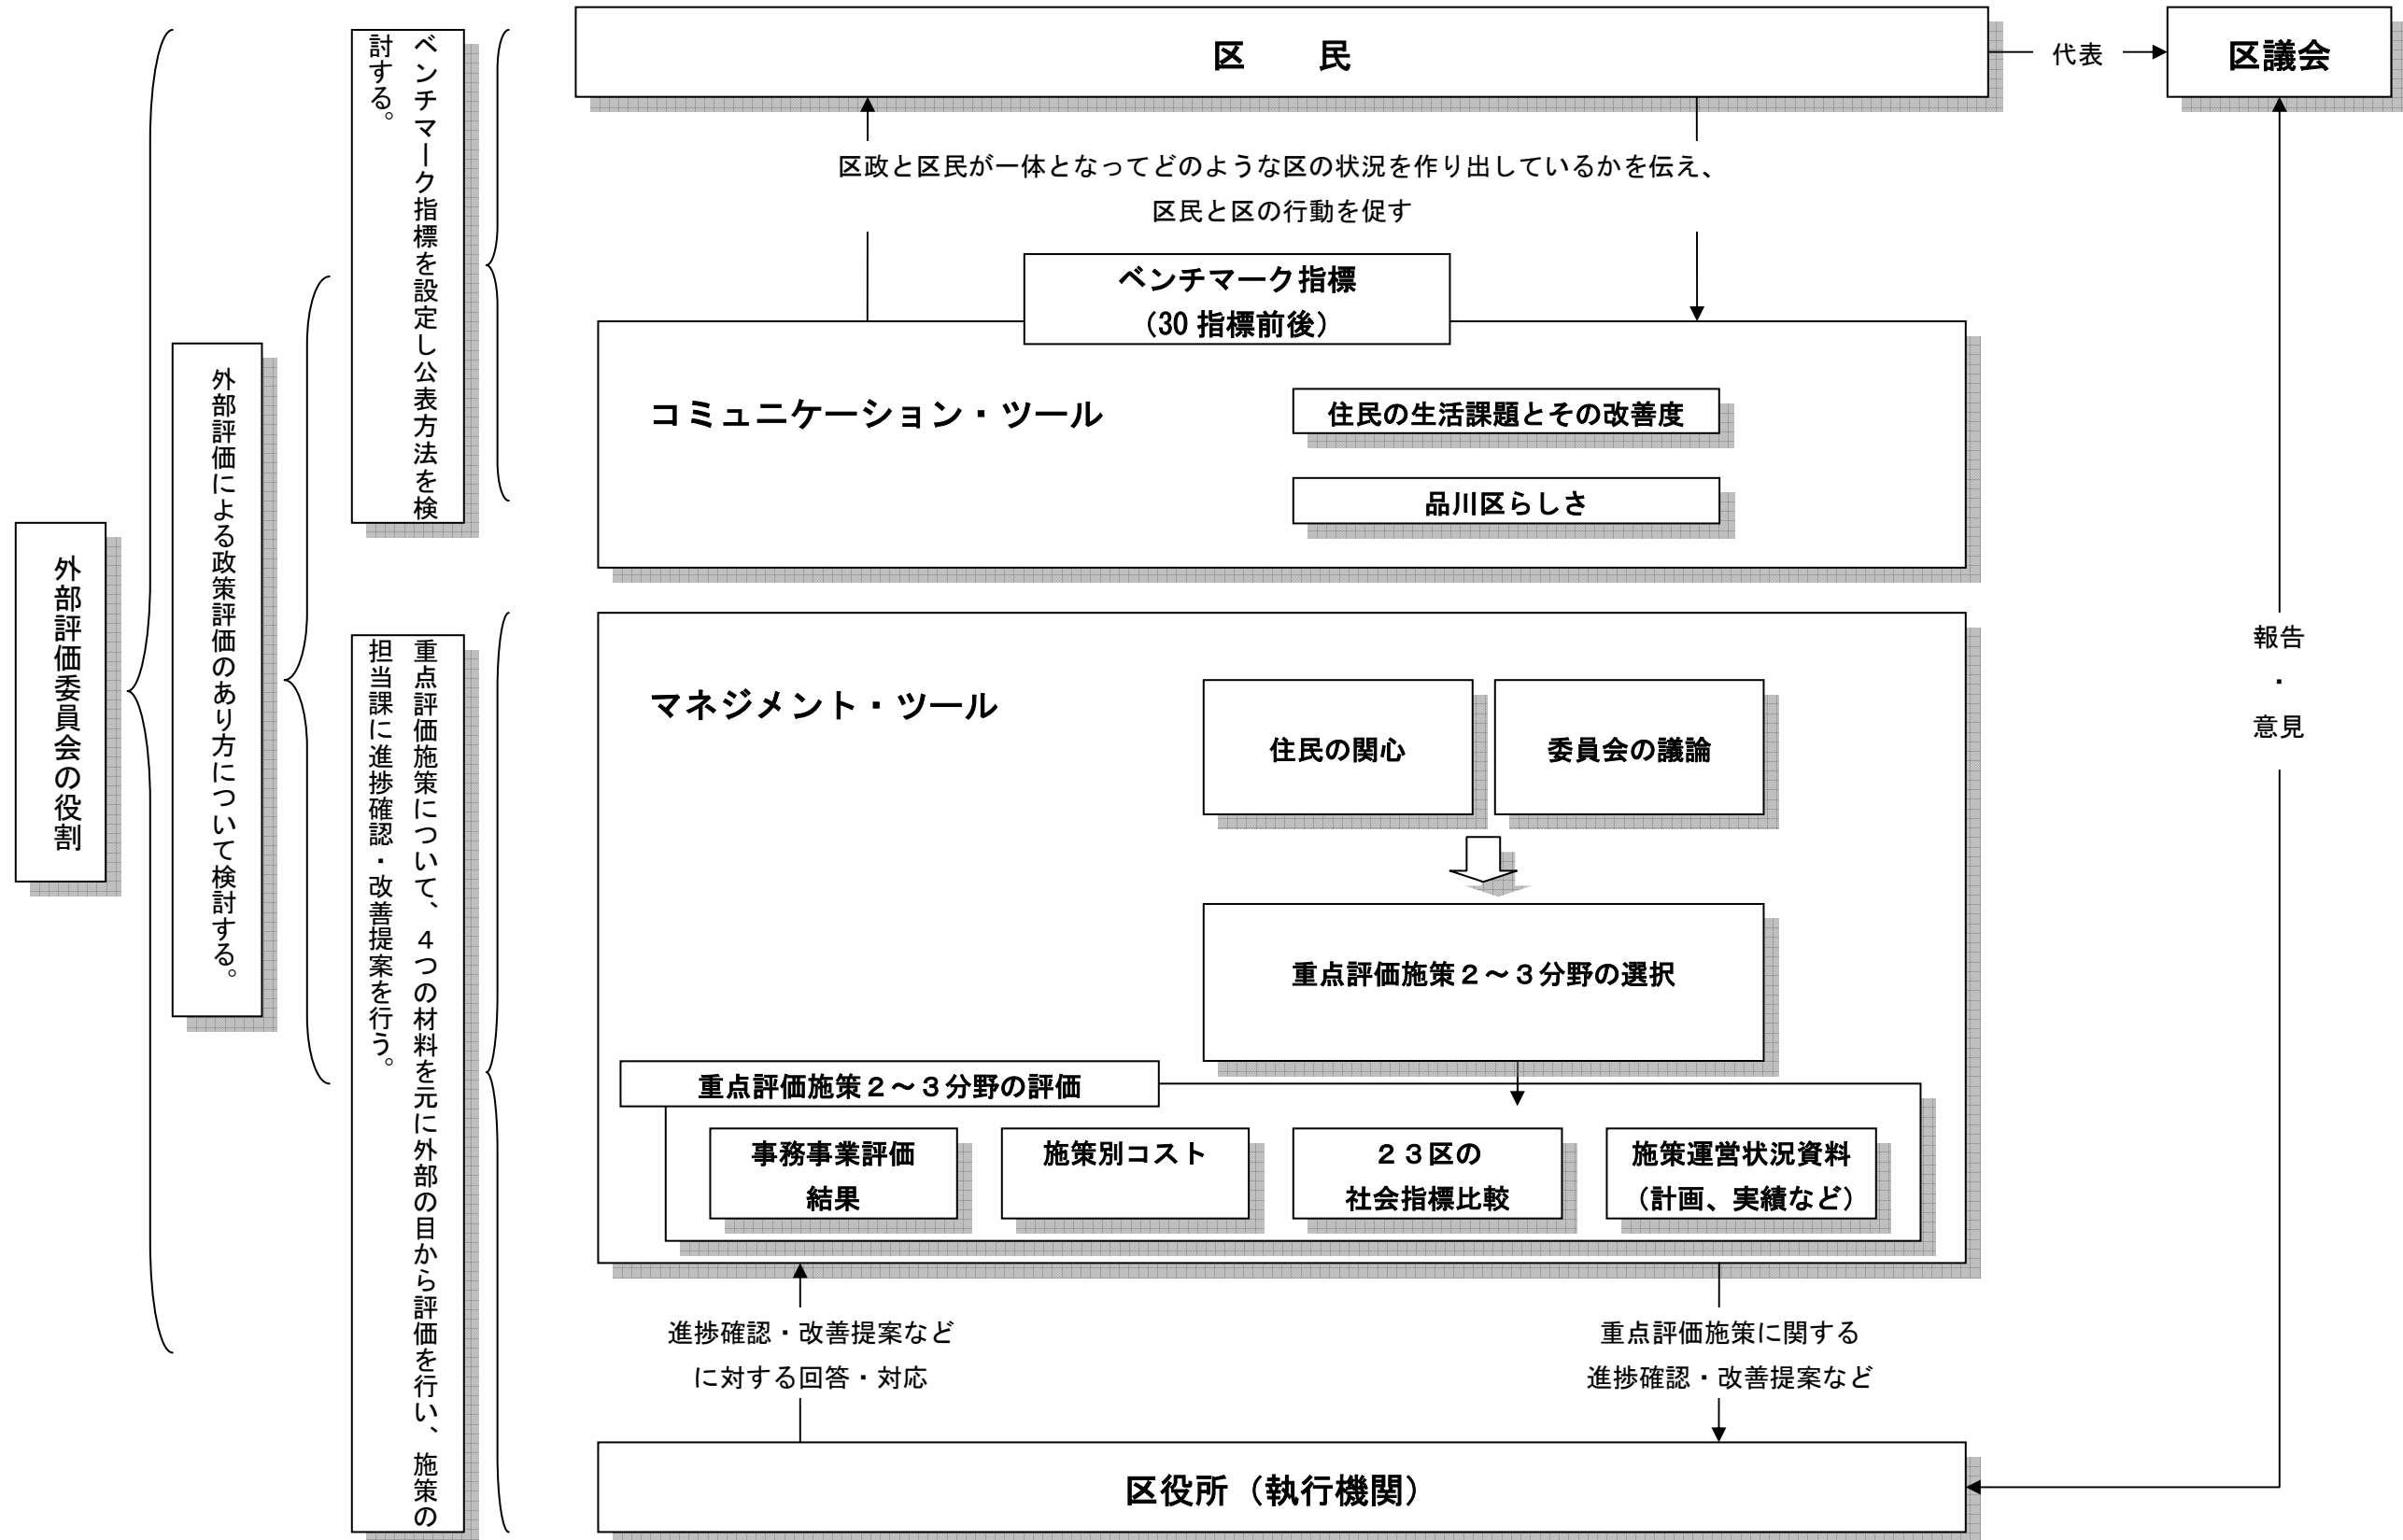 外部評価委員会の役割
外部評価による政策評価のあり方について検討する。
ベンチマーク指標を設定し公表方法を検
討する。
重点評価施策について、４つの材料を元に外部の目から評価を行い、施策の
担当課に進捗確認・改善提案を行う。
区　　民
代表
区議会
区政と区民が一体となってどのような区の状況を作り出しているかを伝え、
区民と区の行動を促す
ベンチマーク指標
（30 指標前後）
コミュニケーション・ツール
住民の生活課題とその改善度
品川区らしさ
マネジメント・ツール
住民の関心
委員会の議論
重点評価施策２～３分野の選択
重点評価施策２～３分野の評価
事務事業評価
結果
施策別コスト
２３区の
社会指標比較
施策運営状況資料
（計画、実績など）
進捗確認・改善提案など
に対する回答・対応
重点評価施策に関する
進捗確認・改善提案など
区役所（執行機関）
報告
・
意見